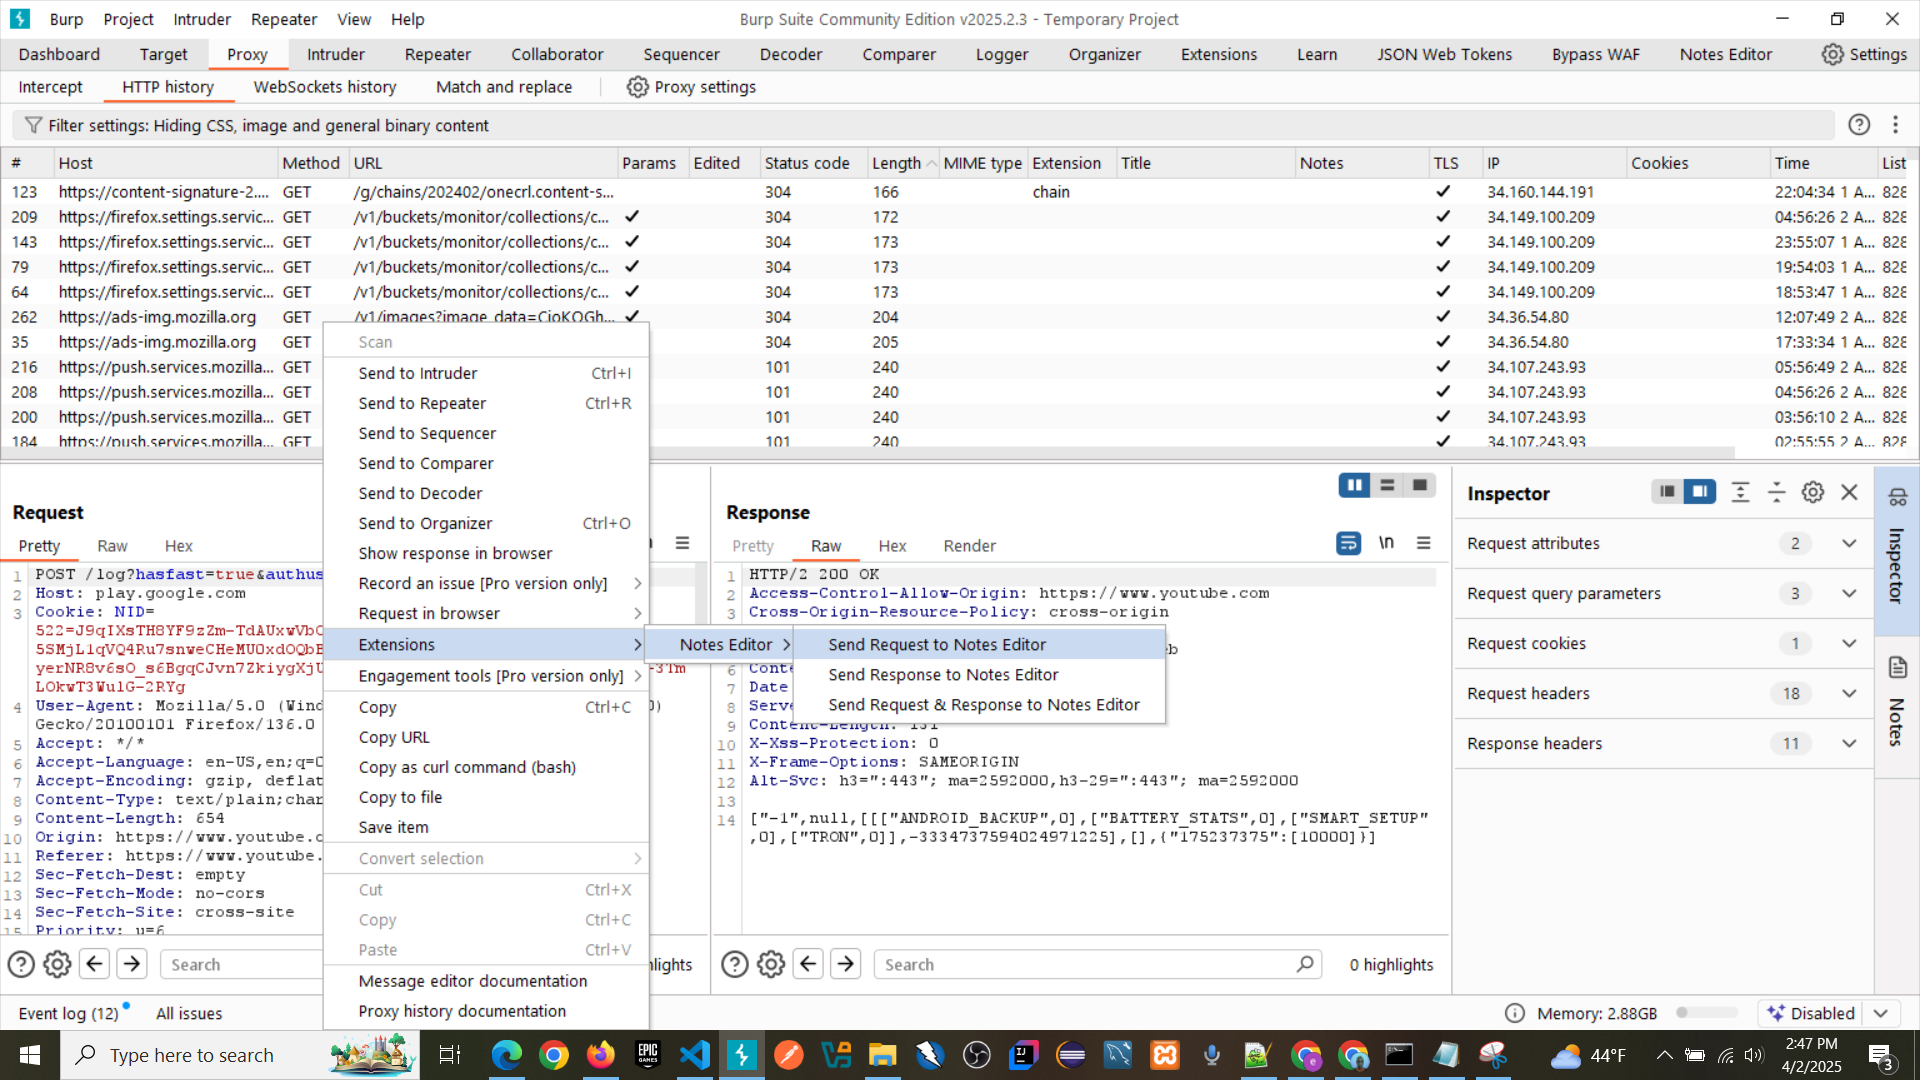 Burp Project Intruder Repeater View Help
Burp Suite Community Edition v2025.2.3 - Temporary Project
Dashboard Target Proxy Intruder Repeater Collaborator Sequencer Decoder Comparer Logger Organizer Extensions Learn JSON Web Tokens Bypass WAF Notes Editor Settings
Intercept HTTP history WebSockets history Match and replace Proxy settings
Filter settings: Hiding CSS, image and general binary content
# Host Method URL Params Edited Status code Length MIME type Extension Title Notes TLS IP Cookies Time List
123 https://content-signature-2.... GET /g/chains/202402/onecrl.content-s... 304 166 chain ✓ 34.160.144.191 22:04:34 1 A... 828
209 https://firefox.settings.servic... GET /v1/buckets/monitor/collections/c... ✓ 304 172 ✓ 34.149.100.209 04:56:26 2 A... 828
143 https://firefox.settings.servic... GET /v1/buckets/monitor/collections/c... ✓ 304 173 ✓ 34.149.100.209 23:55:07 1 A... 828
79 https://firefox.settings.servic... GET /v1/buckets/monitor/collections/c... ✓ 304 173 ✓ 34.149.100.209 19:54:03 1 A... 828
64 https://firefox.settings.servic... GET /v1/buckets/monitor/collections/c... ✓ 304 173 ✓ 34.149.100.209 18:53:47 1 A... 828
262 https://ads-img.mozilla.org GET /v1/images?image_data=CioKQGh... ✓ 304 204 ✓ 34.36.54.80 12:07:49 2 A... 828
35 https://ads-img.mozilla.org GET 304 205 ✓ 34.36.54.80 17:33:34 1 A... 828
216 https://push.services.mozilla... GET 101 240 ✓ 34.107.243.93 05:56:49 2 A... 828
208 https://push.services.mozilla... GET 101 240 ✓ 34.107.243.93 04:56:26 2 A... 828
200 https://push.services.mozilla... GET 101 240 ✓ 34.107.243.93 03:56:10 2 A... 828
184 https://push.services.mozilla... GET 101 240 ✓ 34.107.243.93 02:55:55 2 A... 828
Scan
Send to Intruder Ctrl+I
Send to Repeater Ctrl+R
Send to Sequencer
Send to Comparer
Send to Decoder
Send to Organizer Ctrl+O
Show response in browser
Record an issue [Pro version only]
Request in browser
Extensions
Engagement tools [Pro version only]
Copy Ctrl+C
Copy URL
Copy as curl command (bash)
Copy to file
Save item
Convert selection
Cut Ctrl+X
Copy Ctrl+C
Paste Ctrl+V
Message editor documentation
Proxy history documentation
Notes Editor
Send Request to Notes Editor
Send Response to Notes Editor
Send Request & Response to Notes Editor
Request
Pretty Raw Hex
1 POST /log?hasfast=true&authus
2 Host: play.google.com
3 Cookie: NID=
522=J9qIXsTH8YF9zZm-TdAUxwVbC
5SMjL1qVQ4Ru7snweCHeMU0xdOQbE
yerNR8v6sO_s6BgqCJvn7ZkiygXjU -3Tm
LOkwT3Wu1G-2RYg
4 User-Agent: Mozilla/5.0 (Wind
Gecko/20100101 Firefox/136.0
5 Accept: */*
6 Accept-Language: en-US,en;q=0
7 Accept-Encoding: gzip, deflat
8 Content-Type: text/plain;char
9 Content-Length: 654
10 Origin: https://www.youtube.c
11 Referer: https://www.youtube.
12 Sec-Fetch-Dest: empty
13 Sec-Fetch-Mode: no-cors
14 Sec-Fetch-Site: cross-site
15 Priority: u=6
Search
hlights
Response
Pretty Raw Hex Render
\n
1 HTTP/2 200 OK
2 Access-Control-Allow-Origin: https://www.youtube.com
3 Cross-Origin-Resource-Policy: cross-origin
6 Conte
7 Date
8 Serve
9 Content-Length: 131
10 X-Xss-Protection: 0
11 X-Frame-Options: SAMEORIGIN
12 Alt-Svc: h3=":443"; ma=2592000,h3-29=":443"; ma=2592000
13
14 ["-1",null,[[["ANDROID_BACKUP",0],["BATTERY_STATS",0],["SMART_SETUP"
,0],["TRON",0]],-3334737594024971225],[],{"175237375":[10000]}]
Search
0 highlights
Inspector
Request attributes 2
Request query parameters 3
Request cookies 1
Request headers 18
Response headers 11
Inspector
Notes
Event log (12) All issues
Memory: 2.88GB
Disabled
Type here to search
EPIC GAMES
44°F
2:47 PM
4/2/2025
3